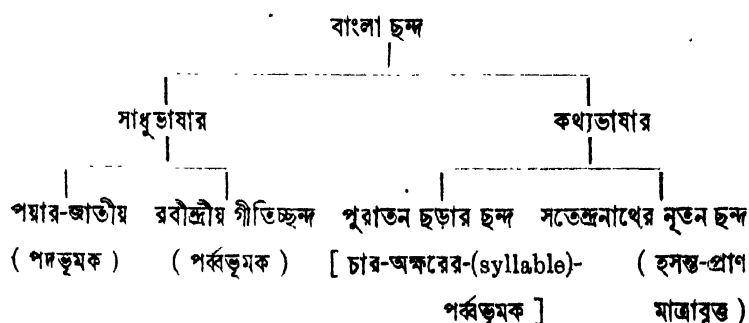 বাংলা ছন্দ
সাধুভাষার কথ্যভাষার
পয়ার-জাতীয় রবীন্দ্রীয় গীতিচ্ছন্দ পুরাতন ছড়ার ছন্দ সতেন্দ্রনাথের নূতন ছন্দ
( পদভূমক ) ( পর্ব্বভূমক ) [ চার-অক্ষরের-(syllable)- ( হসন্ত-প্রাণ
পর্ব্বভূমক ] মাত্রাবৃত্ত )